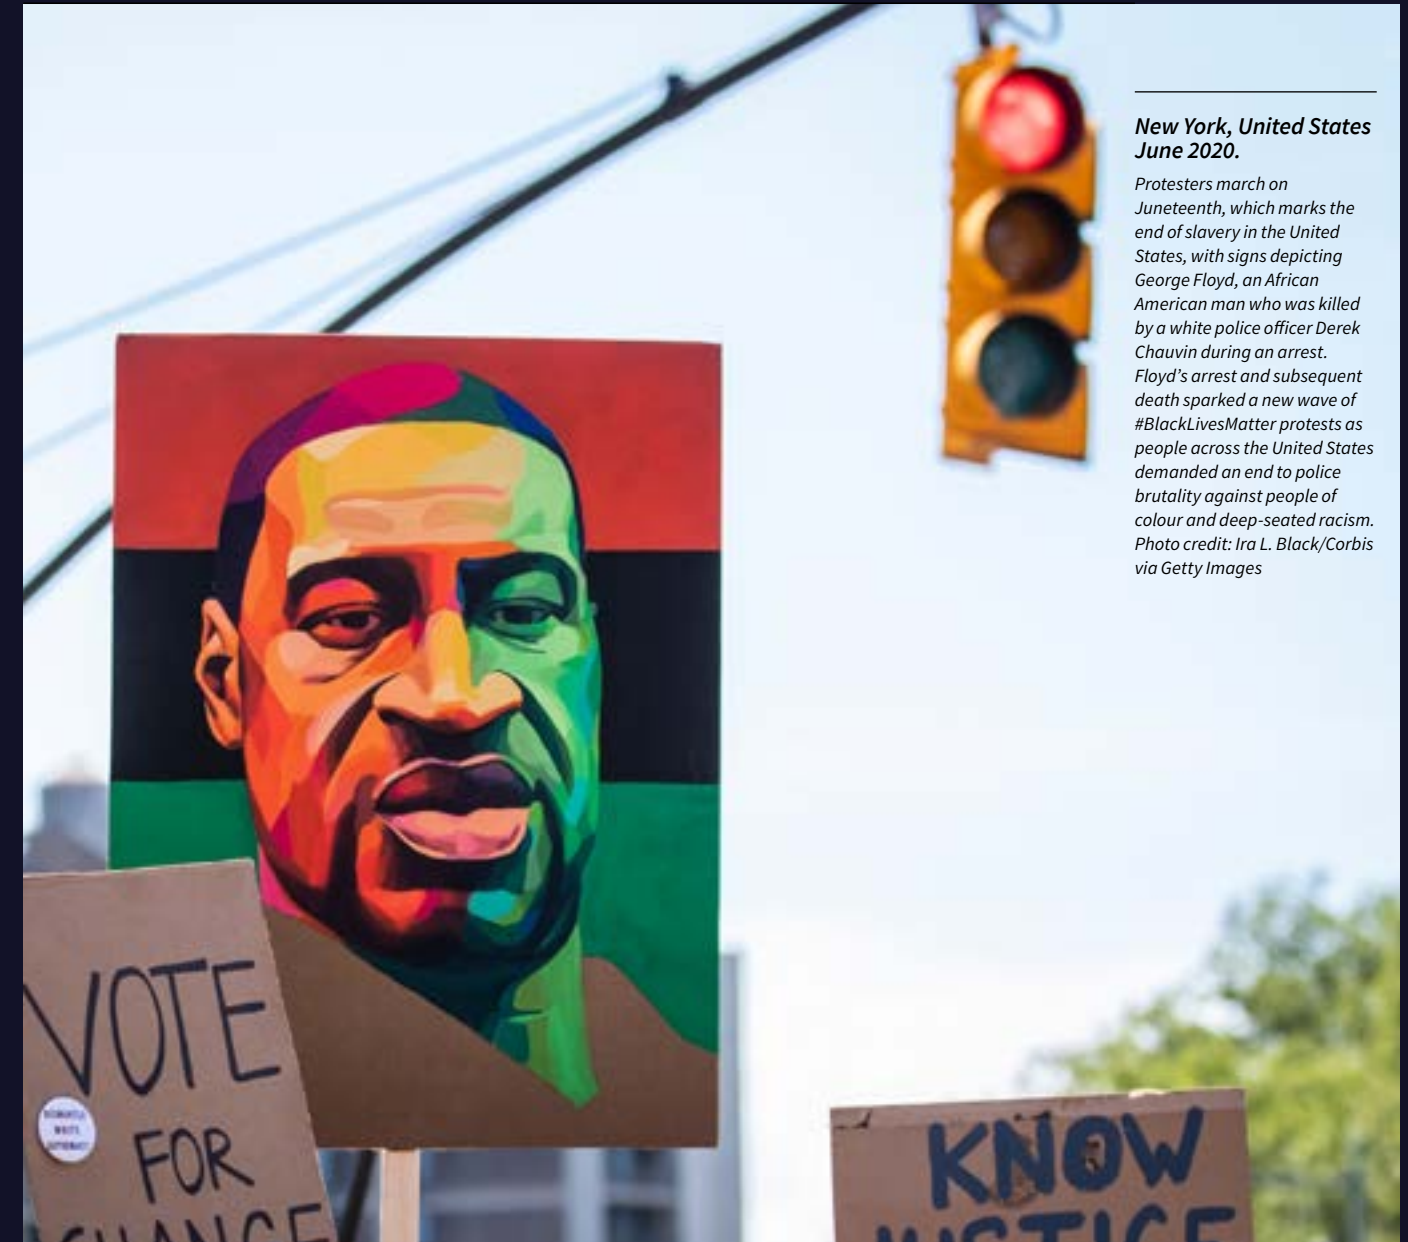 New York, United States
June 2020.
Protesters march on
Juneteenth, which marks the
end of slavery in the United
States, with signs depicting
George Floyd, an African
American man who was killed
by a white police officer Derek
Chauvin during an arrest.
Floyd’s arrest and subsequent
death sparked a new wave of
#BlackLivesMatter protests as
people across the United States
demanded an end to police
brutality against people of
colour and deep-seated racism.
Photo credit: Ira L. Black/Corbis
via Getty Images
VOTE
FOR
CHANGE
KNOW
JUSTICE